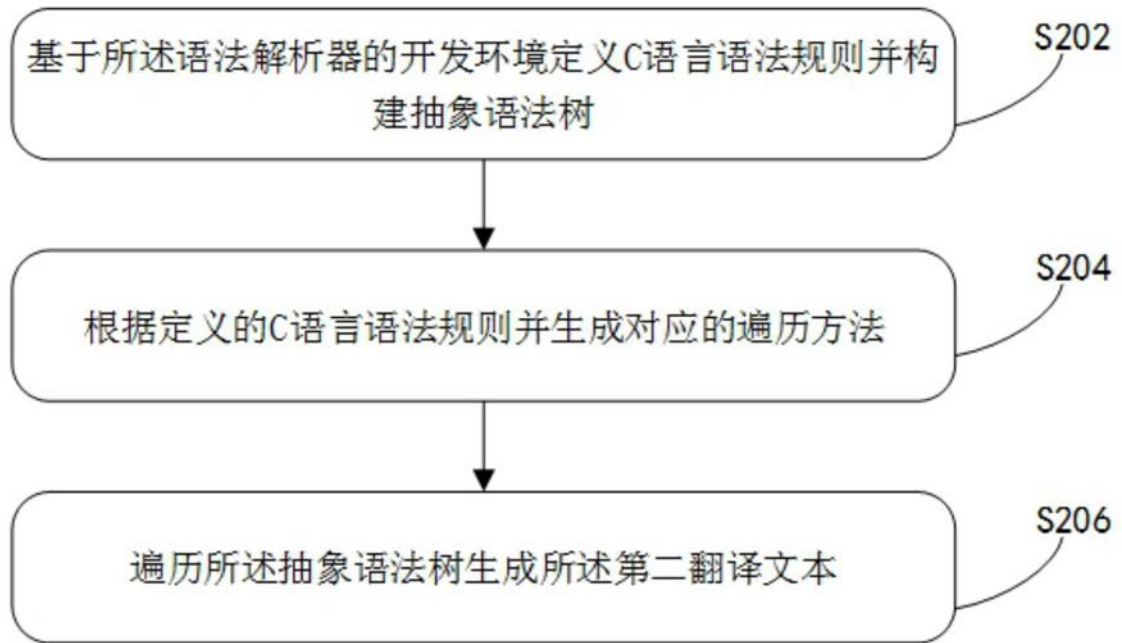 S202
基于所述语法解析器的开发环境定义C语言语法规则并构
建抽象语法树
S204
根据定义的C语言语法规则并生成对应的遍历方法
S206
遍历所述抽象语法树生成所述第二翻译文本